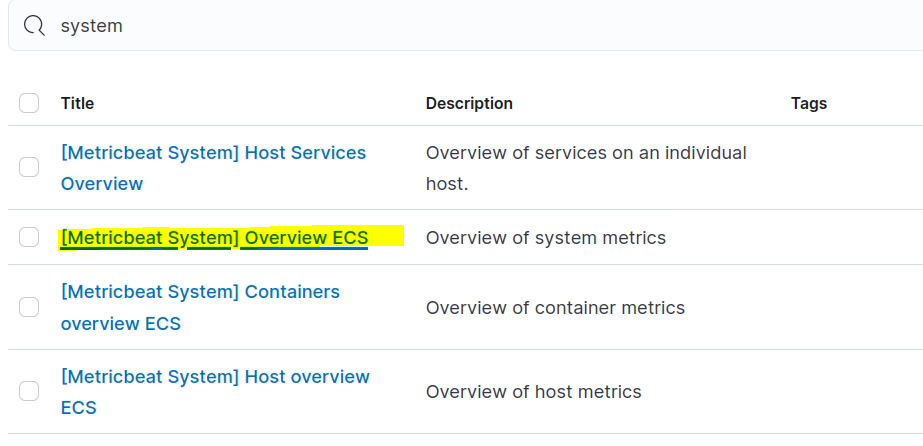 system
Title Description Tags
[Metricbeat System] Host Services Overview of services on an individual
Overview host.
[Metricbeat System] Overview ECS Overview of system metrics
[Metricbeat System] Containers
overview ECS Overview of container metrics
[Metricbeat System] Host overview
ECS Overview of host metrics